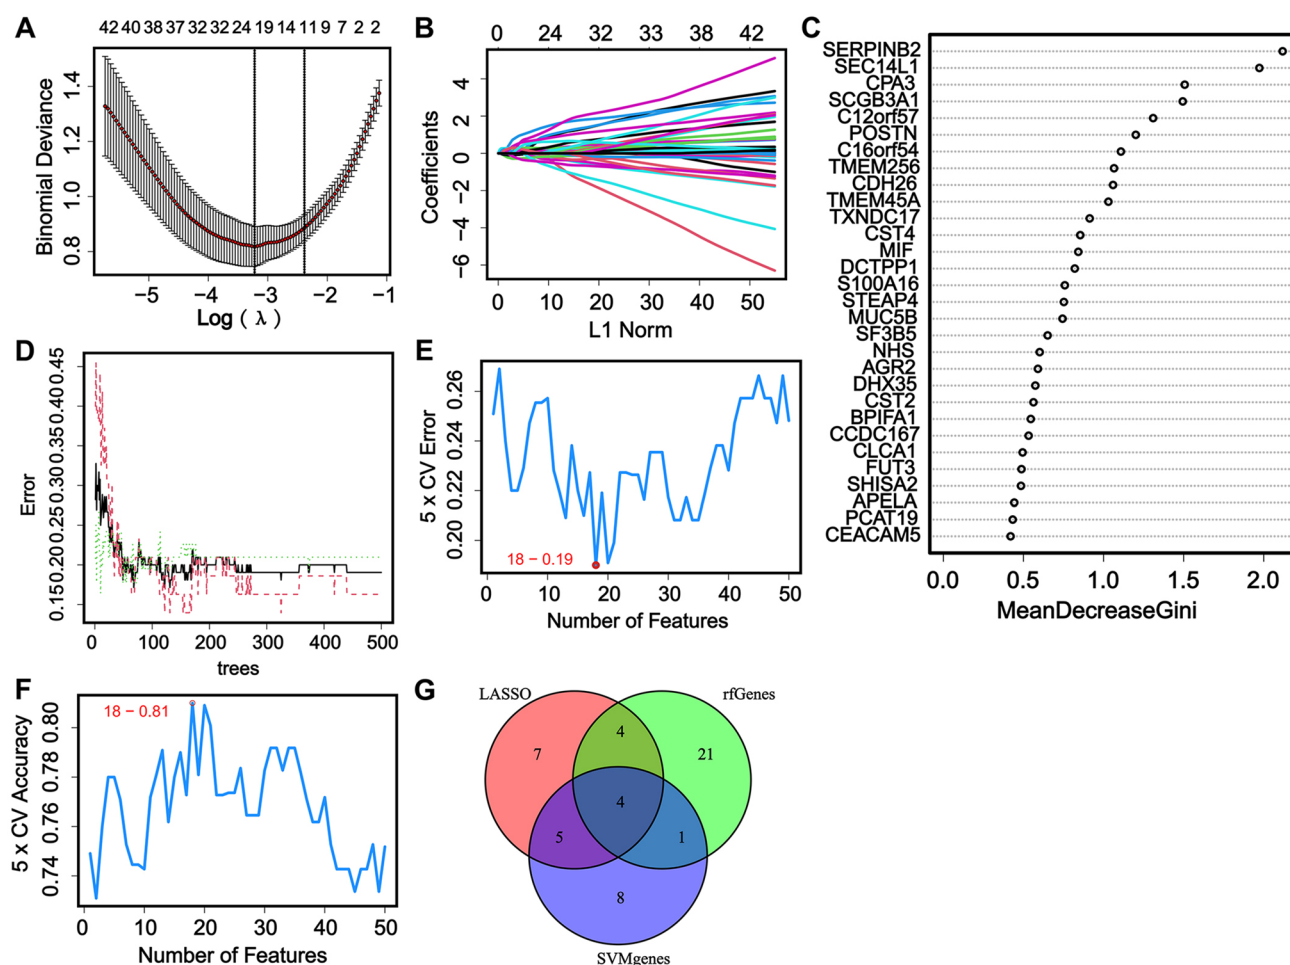 A
42 40 38 37 32 32 24 19 14 11 9 7 2 2
Binomial Deviance
1.4
1.2
1.0
0.8
−5 −4 −3 −2 −1
Log ( λ )
B
0 24 32 33 38 42
Coefficients
4
2
0
−2
−4
−6
0 10 20 30 40 50
L1 Norm
C
SERPINB2
SEC14L1
CPA3
SCGB3A1
C12orf57
POSTN
C16orf54
TMEM256
CDH26
TMEM45A
TXNDC17
CST4
MIF
DCTPP1
S100A16
STEAP4
MUC5B
SF3B5
NHS
AGR2
DHX35
CST2
BPIFA1
CCDC167
CLCA1
FUT3
SHISA2
APELA
PCAT19
CEACAM5
0.0 0.5 1.0 1.5 2.0
MeanDecreaseGini
D
Error
0.45
0.40
0.35
0.30
0.25
0.20
0.15
0 100 200 300 400 500
trees
E
5 x CV Error
0.26
0.24
0.22
0.20
18 − 0.19
0 10 20 30 40 50
Number of Features
F
5 x CV Accuracy
0.80
0.78
0.76
0.74
18 − 0.81
0 10 20 30 40 50
Number of Features
G
LASSO
rfGenes
4
7
21
4
5
1
8
SVMgenes